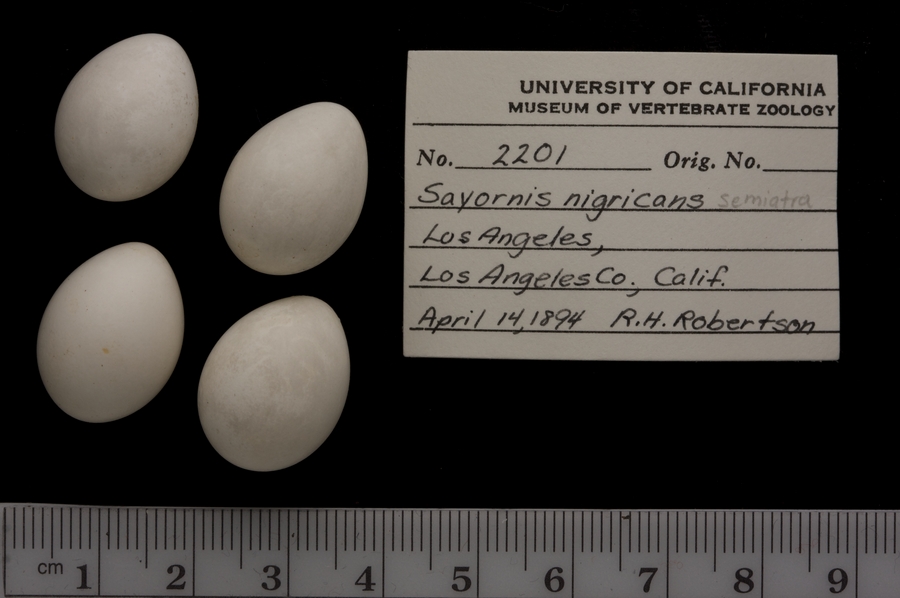 UNIVERSITY OF CALIFORNIA
MUSEUM OF VERTEBRATE ZOOLOGY
No. 2201 Orig. No.
Sayornis nigricans semiatra
Los Angeles,
Los Angeles Co., Calif.
April 14, 1894 R.H. Robertson
cm 1 2 3 4 5 6 7 8 9